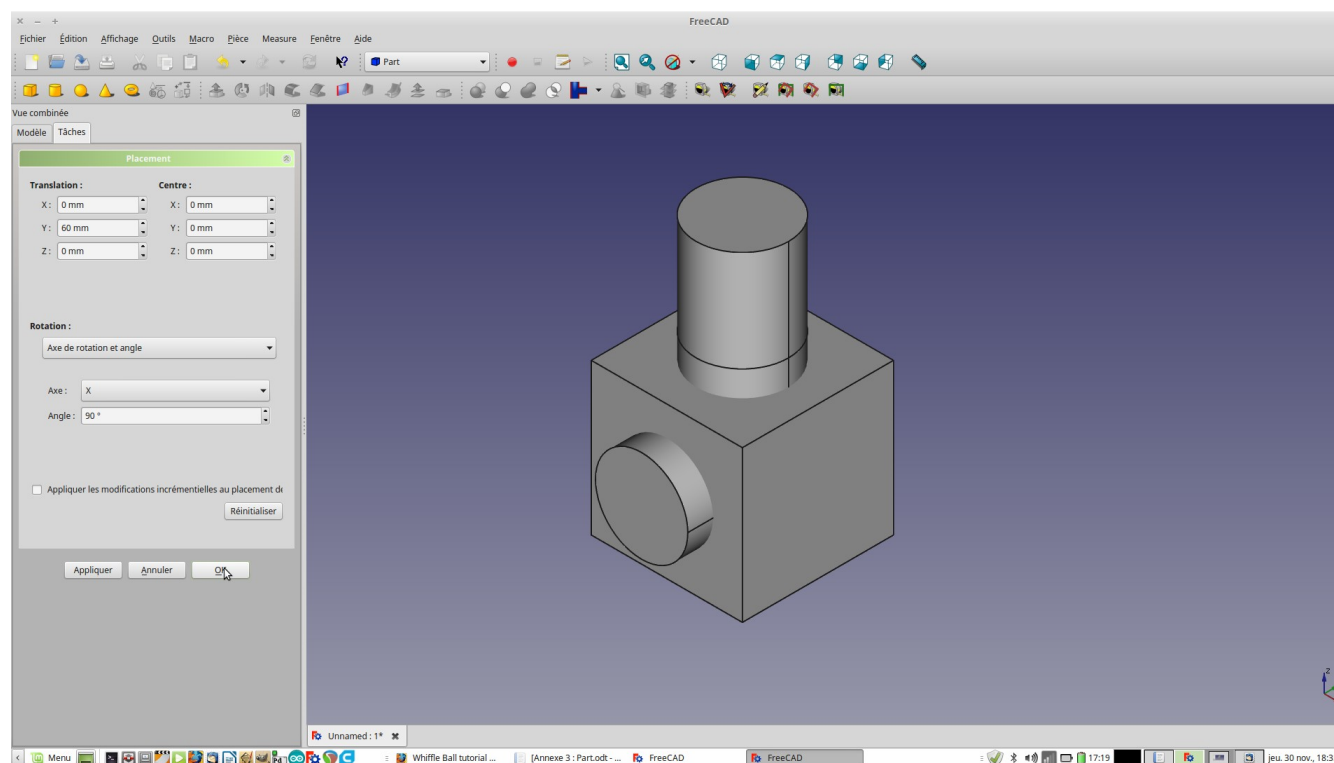 FreeCAD
Fichier Édition Affichage Outils Macro Pièce Measure Fenêtre Aide
Part
Vue combinée
Modèle Tâches
Placement
Translation : Centre :
X : 0 mm X : 0 mm
Y : 60 mm Y : 0 mm
Z : 0 mm Z : 0 mm
Rotation :
Axe de rotation et angle
Axe : X
Angle : 90 °
Appliquer les modifications incrémentielles au placement de
Réinitialiser
Appliquer Annuler OK
Z
Unnamed : 1*
Menu Whiffle Ball tutorial ... [Annexe 3 : Part.odt - ... FreeCAD FreeCAD 17:19 jeu. 30 nov., 18:3